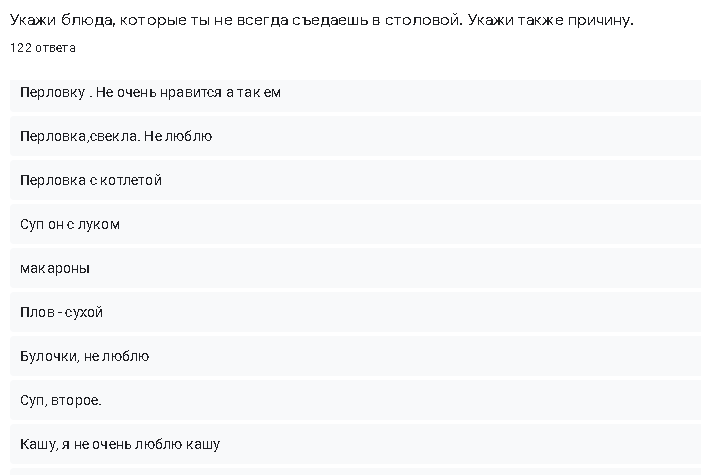 Укажи блюда, которые ты не всегда съедаешь в столовой. Укажи также причину.
122 ответа
Перловку . Не очень нравится а так ем
Перловка,свекла. Не люблю
Перловка с котлетой
Суп он с луком
макароны
Плов - сухой
Булочки, не люблю
Суп, второе.
Кашу, я не очень люблю кашу